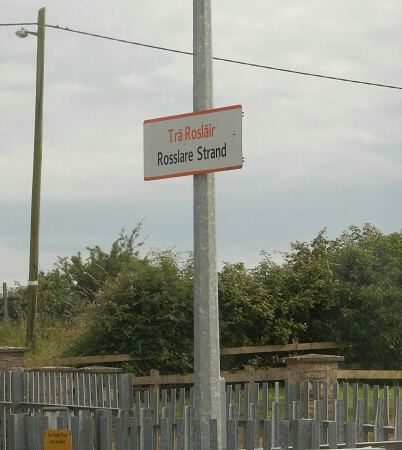 Trá Rosláir
Rosslare Strand